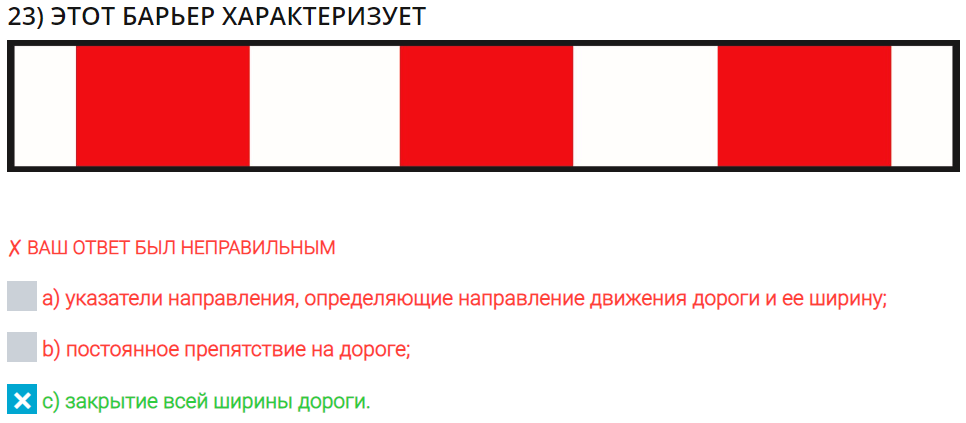 23) ЭТОТ БАРЬЕР ХАРАКТЕРИЗУЕТ
✗ ВАШ ОТВЕТ БЫЛ НЕПРАВИЛЬНЫМ
a) указатели направления, определяющие направление движения дороги и ее ширину;
b) постоянное препятствие на дороге;
c) закрытие всей ширины дороги.